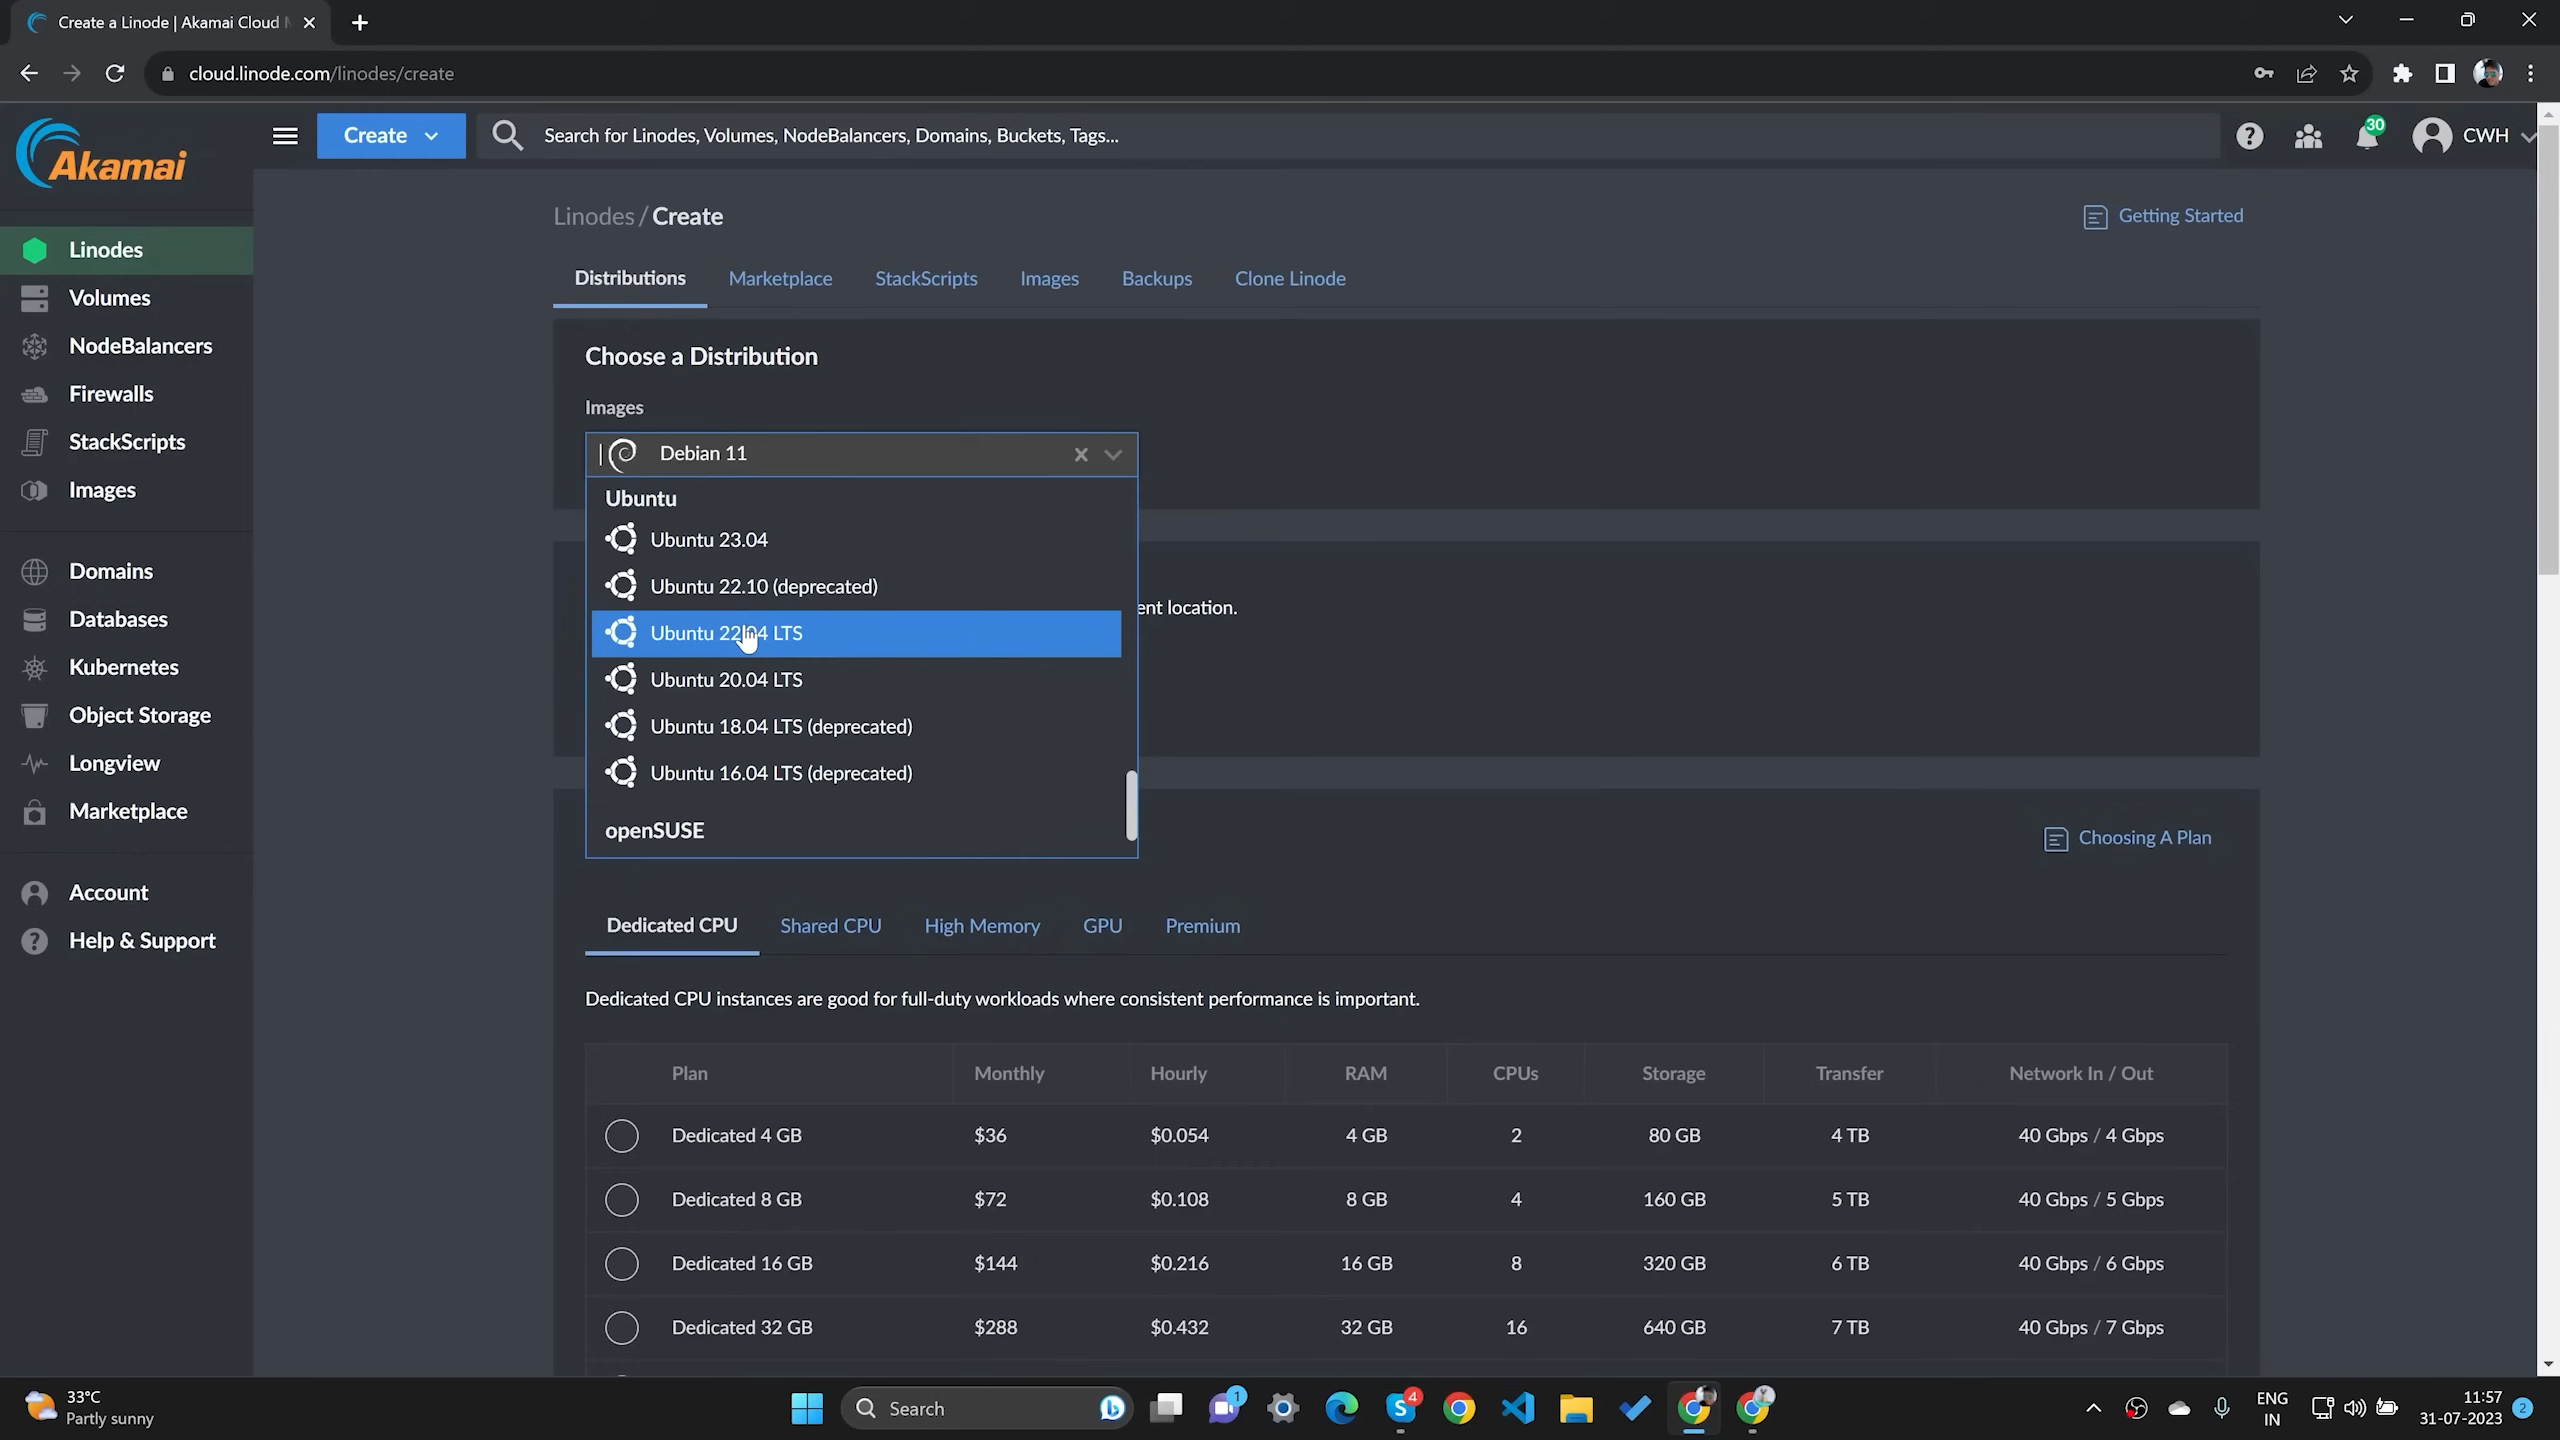 Create a Linode | Akamai Cloud M
cloud.linode.com/linodes/create
Akamai
Create
Search for Linodes, Volumes, NodeBalancers, Domains, Buckets, Tags...
30
CWH
Linodes
Volumes
NodeBalancers
Firewalls
StackScripts
Images
Domains
Databases
Kubernetes
Object Storage
Longview
Marketplace
Account
Help & Support
Linodes / Create
Getting Started
Distributions Marketplace StackScripts Images Backups Clone Linode
Choose a Distribution
Images
Debian 11
Ubuntu
Ubuntu 23.04
Ubuntu 22.10 (deprecated)
Ubuntu 22.04 LTS
ent location.
Ubuntu 20.04 LTS
Ubuntu 18.04 LTS (deprecated)
Ubuntu 16.04 LTS (deprecated)
openSUSE
Choosing A Plan
Dedicated CPU Shared CPU High Memory GPU Premium
Dedicated CPU instances are good for full-duty workloads where consistent performance is important.
Plan Monthly Hourly RAM CPUs Storage Transfer Network In / Out
Dedicated 4 GB $36 $0.054 4 GB 2 80 GB 4 TB 40 Gbps / 4 Gbps
Dedicated 8 GB $72 $0.108 8 GB 4 160 GB 5 TB 40 Gbps / 5 Gbps
Dedicated 16 GB $144 $0.216 16 GB 8 320 GB 6 TB 40 Gbps / 6 Gbps
Dedicated 32 GB $288 $0.432 32 GB 16 640 GB 7 TB 40 Gbps / 7 Gbps
33°C
Partly sunny
Search
1
4
ENG
IN
11:57
31-07-2023
2